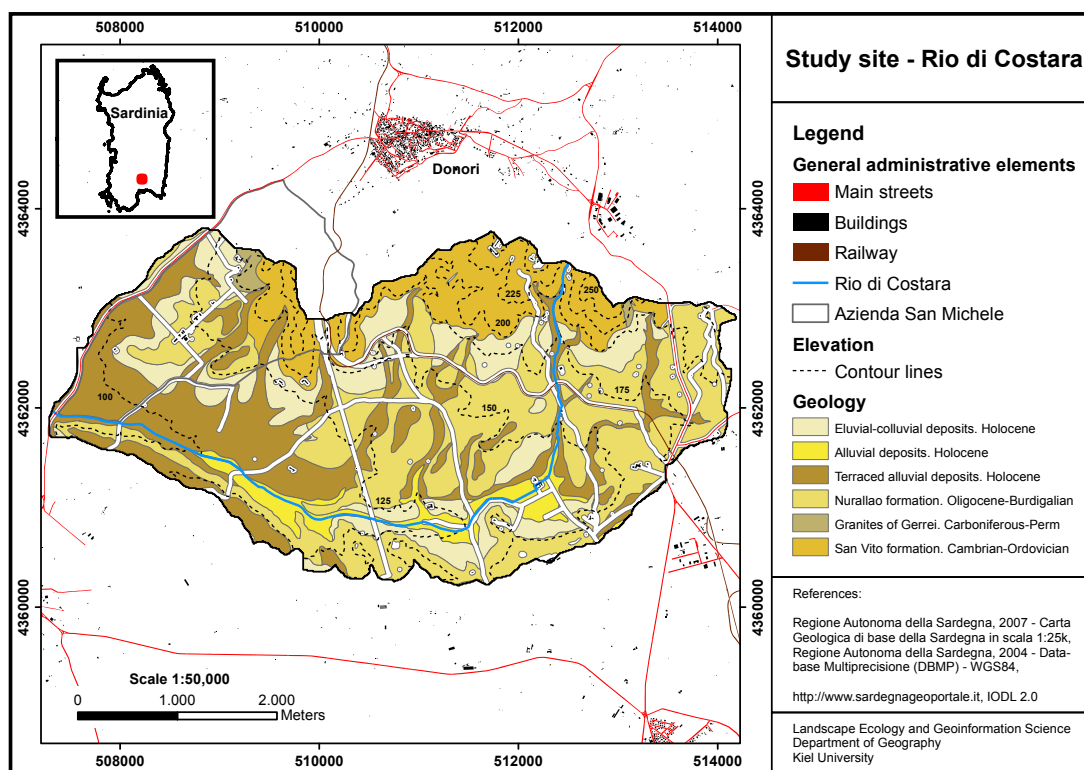 508000 510000 512000 514000
Study site - Rio di Costara
Sardinia
Donori
4364000
4364000
4362000
4362000
4360000
4360000
225
250
200
175
100
150
125
Scale 1:50,000
0 1.000 2.000
Meters
508000 510000 512000 514000
Legend
General administrative elements
Main streets
Buildings
Railway
Rio di Costara
Azienda San Michele
Elevation
Contour lines
Geology
Eluvial-colluvial deposits. Holocene
Alluvial deposits. Holocene
Terraced alluvial deposits. Holocene
Nurallao formation. Oligocene-Burdigalian
Granites of Gerrei. Carboniferous-Perm
San Vito formation. Cambrian-Ordovician
References:
Regione Autonoma della Sardegna, 2007 - Carta
Geologica di base della Sardegna in scala 1:25k,
Regione Autonoma della Sardegna, 2004 - Data-
base Multiprecisione (DBMP) - WGS84,
http://www.sardegnageoportale.it, IODL 2.0
Landscape Ecology and Geoinformation Science
Department of Geography
Kiel University